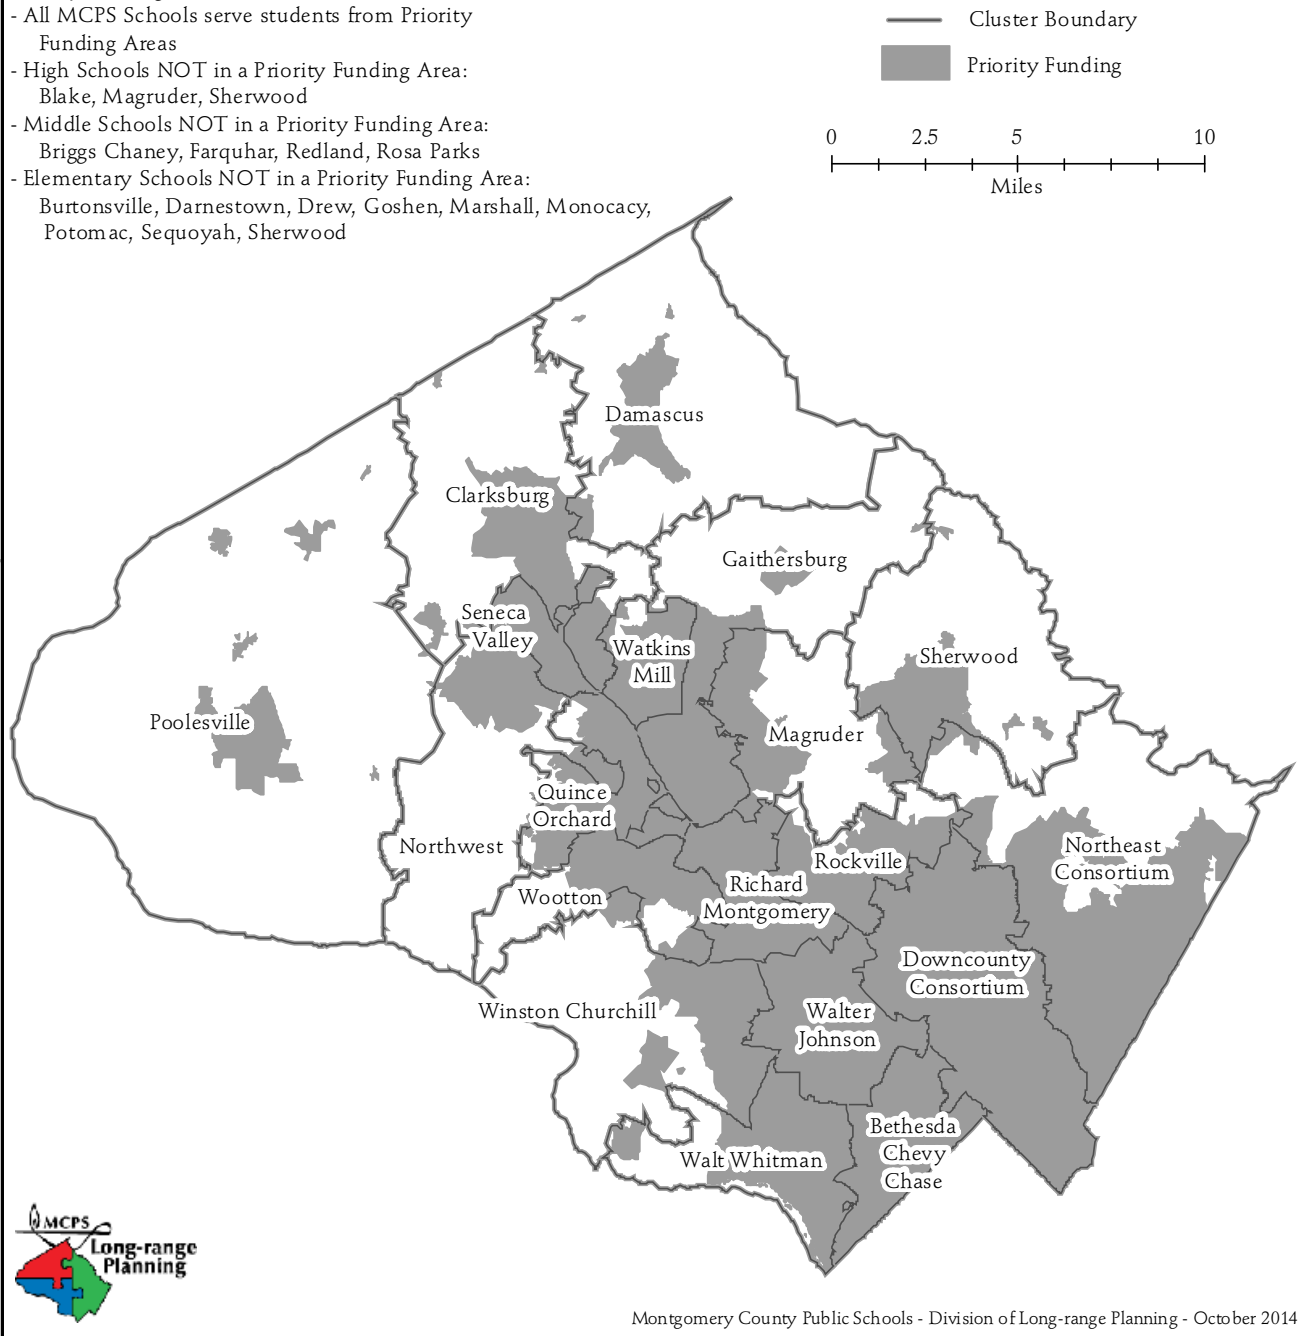 - All MCPS Schools serve students from Priority
Funding Areas
- High Schools NOT in a Priority Funding Area:
Blake, Magruder, Sherwood
- Middle Schools NOT in a Priority Funding Area:
Briggs Chaney, Farquhar, Redland, Rosa Parks
- Elementary Schools NOT in a Priority Funding Area:
Burtonsville, Darnestown, Drew, Goshen, Marshall, Monocacy,
Potomac, Sequoyah, Sherwood
Cluster Boundary
Priority Funding
0 2.5 5 10
Miles
Damascus
Clarksburg
Gaithersburg
Seneca
Valley
Watkins
Mill
Sherwood
Poolesville
Magruder
Quince
Orchard
Northwest
Northeast
Consortium
Rockville
Wootton
Richard
Montgomery
Downcounty
Consortium
Winston Churchill
Walter
Johnson
Bethesda
Chevy
Chase
Walt Whitman
MCPS
Long-range
Planning
Montgomery County Public Schools - Division of Long-range Planning - October 2014